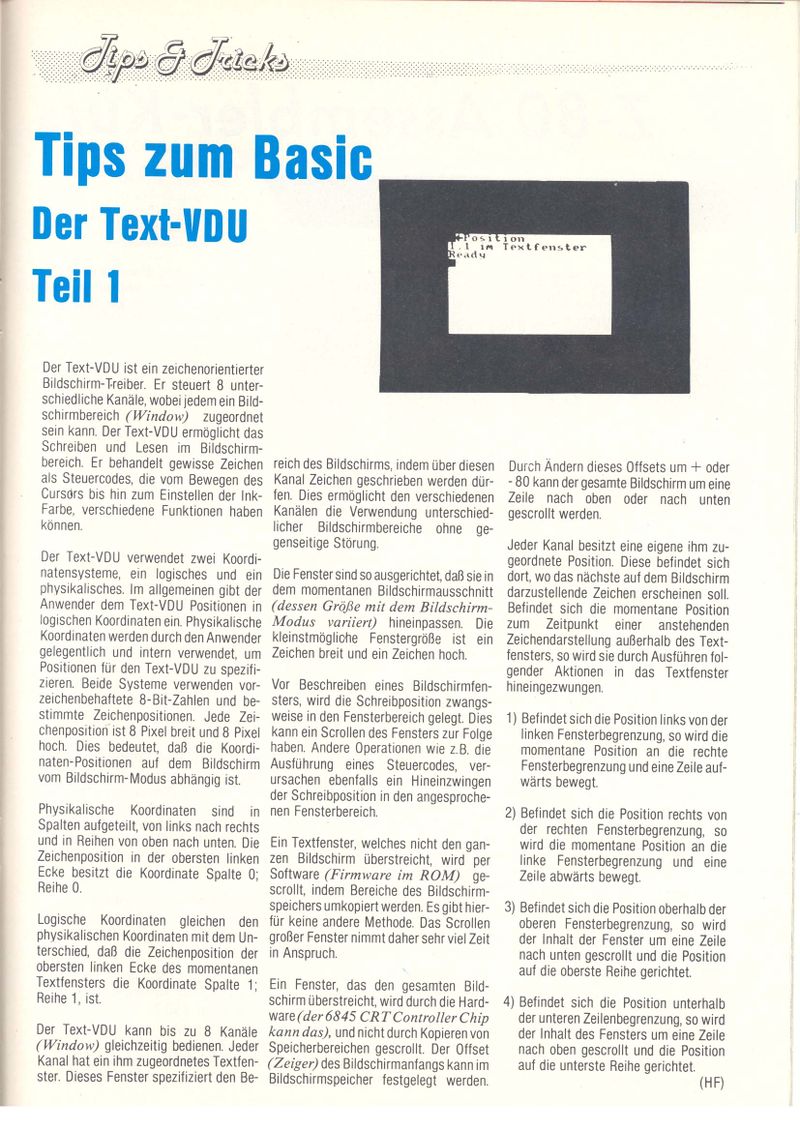 Tips & Tricks
Tips zum Basic
Der Text-VDU
Teil 1
Position
1,1 im Textfenster
Ready
Der Text-VDU ist ein zeichenorientierter
Bildschirm-Treiber. Er steuert 8 unter-
schiedliche Kanäle, wobei jedem ein Bild-
schirmbereich (Window) zugeordnet
sein kann. Der Text-VDU ermöglicht das
Schreiben und Lesen im Bildschirm-
bereich. Er behandelt gewisse Zeichen
als Steuercodes, die vom Bewegen des
Cursors bis hin zum Einstellen der Ink-
Farbe, verschiedene Funktionen haben
können.
Der Text-VDU verwendet zwei Koordi-
natensysteme, ein logisches und ein
physikalisches. Im allgemeinen gibt der
Anwender dem Text-VDU Positionen in
logischen Koordinaten ein. Physikalische
Koordinaten werden durch den Anwender
gelegentlich und intern verwendet, um
Positionen für den Text-VDU zu spezifi-
zieren. Beide Systeme verwenden vor-
zeichenbehaftete 8-Bit-Zahlen und be-
stimmte Zeichenpositionen. Jede Zei-
chenposition ist 8 Pixel breit und 8 Pixel
hoch. Dies bedeutet, daß die Koordi-
naten-Positionen auf dem Bildschirm
vom Bildschirm-Modus abhängig ist.
Physikalische Koordinaten sind in
Spalten aufgeteilt, von links nach rechts
und in Reihen von oben nach unten. Die
Zeichenposition in der obersten linken
Ecke besitzt die Koordinate Spalte 0;
Reihe 0.
Logische Koordinaten gleichen den
physikalischen Koordinaten mit dem Un-
terschied, daß die Zeichenposition der
obersten linken Ecke des momentanen
Textfensters die Koordinate Spalte 1;
Reihe 1, ist.
Der Text-VDU kann bis zu 8 Kanäle
(Window) gleichzeitig bedienen. Jeder
Kanal hat ein ihm zugeordnetes Textfen-
ster. Dieses Fenster spezifiziert den Be-
reich des Bildschirms, indem über diesen
Kanal Zeichen geschrieben werden dür-
fen. Dies ermöglicht den verschiedenen
Kanälen die Verwendung unterschied-
licher Bildschirmbereiche ohne ge-
genseitige Störung.
Die Fenster sind so ausgerichtet, daß sie in
dem momentanen Bildschirmausschnitt
(dessen Größe mit dem Bildschirm-
Modus variiert) hineinpassen. Die
kleinstmögliche Fenstergröße ist ein
Zeichen breit und ein Zeichen hoch.
Vor Beschreiben eines Bildschirmfen-
sters, wird die Schreibposition zwangs-
weise in den Fensterbereich gelegt. Dies
kann ein Scrollen des Fensters zur Folge
haben. Andere Operationen wie z.B. die
Ausführung eines Steuercodes, ver-
ursachen ebenfalls ein Hineinzwingen
der Schreibposition in den angesproche-
nen Fensterbereich.
Ein Textfenster, welches nicht den gan-
zen Bildschirm überstreicht, wird per
Software (Firmware im ROM) ge-
scrollt, indem Bereiche des Bildschirm-
speichers umkopiert werden. Es gibt hier-
für keine andere Methode. Das Scrollen
großer Fenster nimmt daher sehr viel Zeit
in Anspruch.
Ein Fenster, das den gesamten Bild-
schirm überstreicht, wird durch die Hard-
ware (der 6845 CRT Controller Chip
kann das), und nicht durch Kopieren von
Speicherbereichen gescrollt. Der Offset
(Zeiger) des Bildschirmanfangs kann im
Bildschirmspeicher festgelegt werden.
Durch Ändern dieses Offsets um + oder
- 80 kann der gesamte Bildschirm um eine
Zeile nach oben oder nach unten
gescrollt werden.
Jeder Kanal besitzt eine eigene ihm zu-
geordnete Position. Diese befindet sich
dort, wo das nächste auf dem Bildschirm
darzustellende Zeichen erscheinen soll.
Befindet sich die momentane Position
zum Zeitpunkt einer anstehenden
Zeichendarstellung außerhalb des Text-
fensters, so wird sie durch Ausführen fol-
gender Aktionen in das Textfenster
hineingezwungen.
1) Befindet sich die Position links von der
linken Fensterbegrenzung, so wird die
momentane Position an die rechte
Fensterbegrenzung und eine Zeile auf-
wärts bewegt.
2) Befindet sich die Position rechts von
der rechten Fensterbegrenzung, so
wird die momentane Position an die
linke Fensterbegrenzung und eine
Zeile abwärts bewegt.
3) Befindet sich die Position oberhalb der
oberen Fensterbegrenzung, so wird
der Inhalt der Fenster um eine Zeile
nach unten gescrollt und die Position
auf die oberste Reihe gerichtet.
4) Befindet sich die Position unterhalb
der unteren Zeilenbegrenzung, so wird
der Inhalt des Fensters um eine Zeile
nach oben gescrollt und die Position
auf die unterste Reihe gerichtet.
(HF)